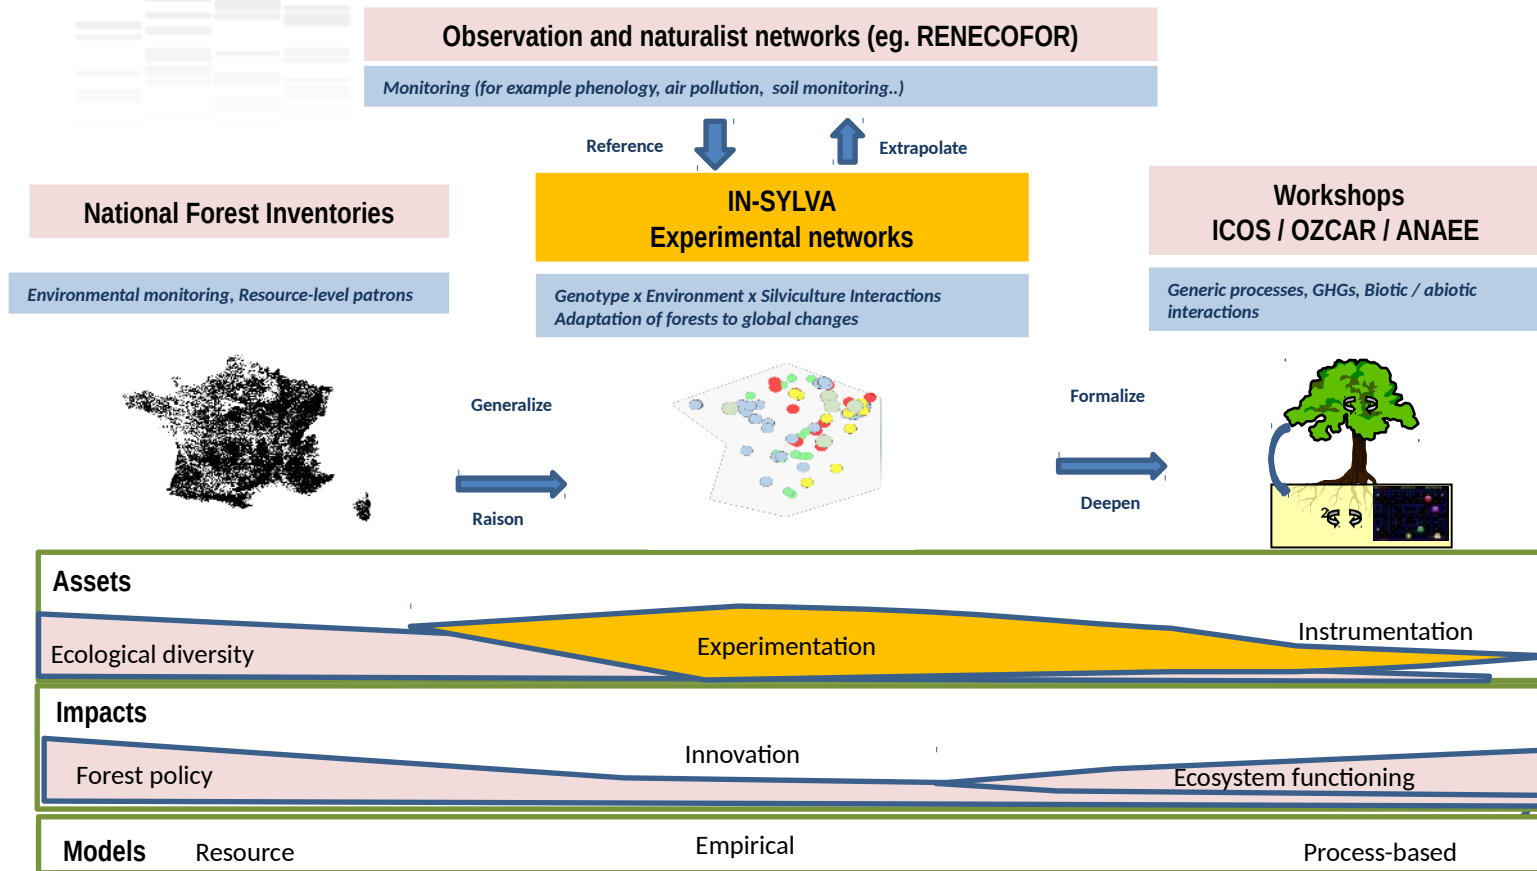 Observation and naturalist networks (eg. RENECOFOR)
Monitoring (for example phenology, air pollution, soil monitoring..)
Reference
Extrapolate
National Forest Inventories
IN-SYLVA
Experimental networks
Workshops
ICOS / OZCAR / ANAEE
Environmental monitoring, Resource-level patrons
Genotype x Environment x Silviculture Interactions
Adaptation of forests to global changes
Generic processes, GHGs, Biotic / abiotic
interactions
Generalize
Raison
Formalize
Deepen
2
Assets
Ecological diversity
Experimentation
Instrumentation
Impacts
Forest policy
Innovation
Ecosystem functioning
Models
Resource
Empirical
Process-based